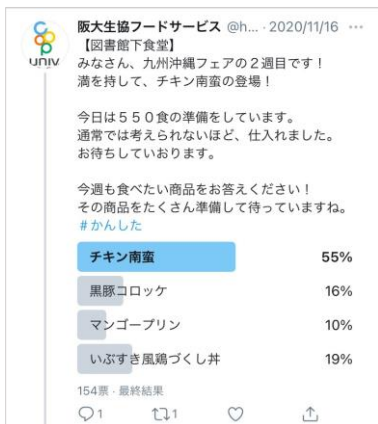 阪大生協フードサービス @h... · 2020/11/16 ···
【図書館下食堂】
みなさん、九州沖縄フェアの2週目です！
満を持して、チキン南蛮の登場！
今日は５５０食の準備をしています。
通常では考えられないほど、仕入れました。
お待ちしていおります。
今週も食べたい商品をお答えください！
その商品をたくさん準備して待っていますね。
#かんした
チキン南蛮 55%
黒豚コロッケ 16%
マンゴープリン 10%
いぶすき風鶏づくし丼 19%
154票 · 最終結果
1 1
coop
univ